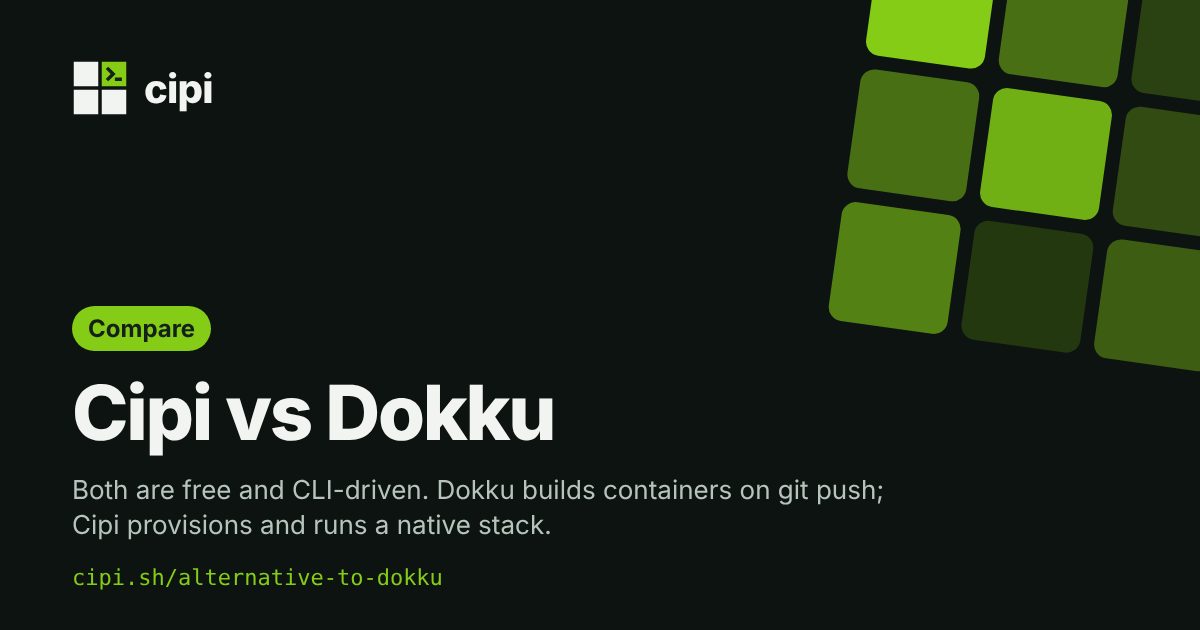 cipi
Compare
Cipi vs Dokku
Both are free and CLI-driven. Dokku builds containers on git push;
Cipi provisions and runs a native stack.
cipi.sh/alternative-to-dokku